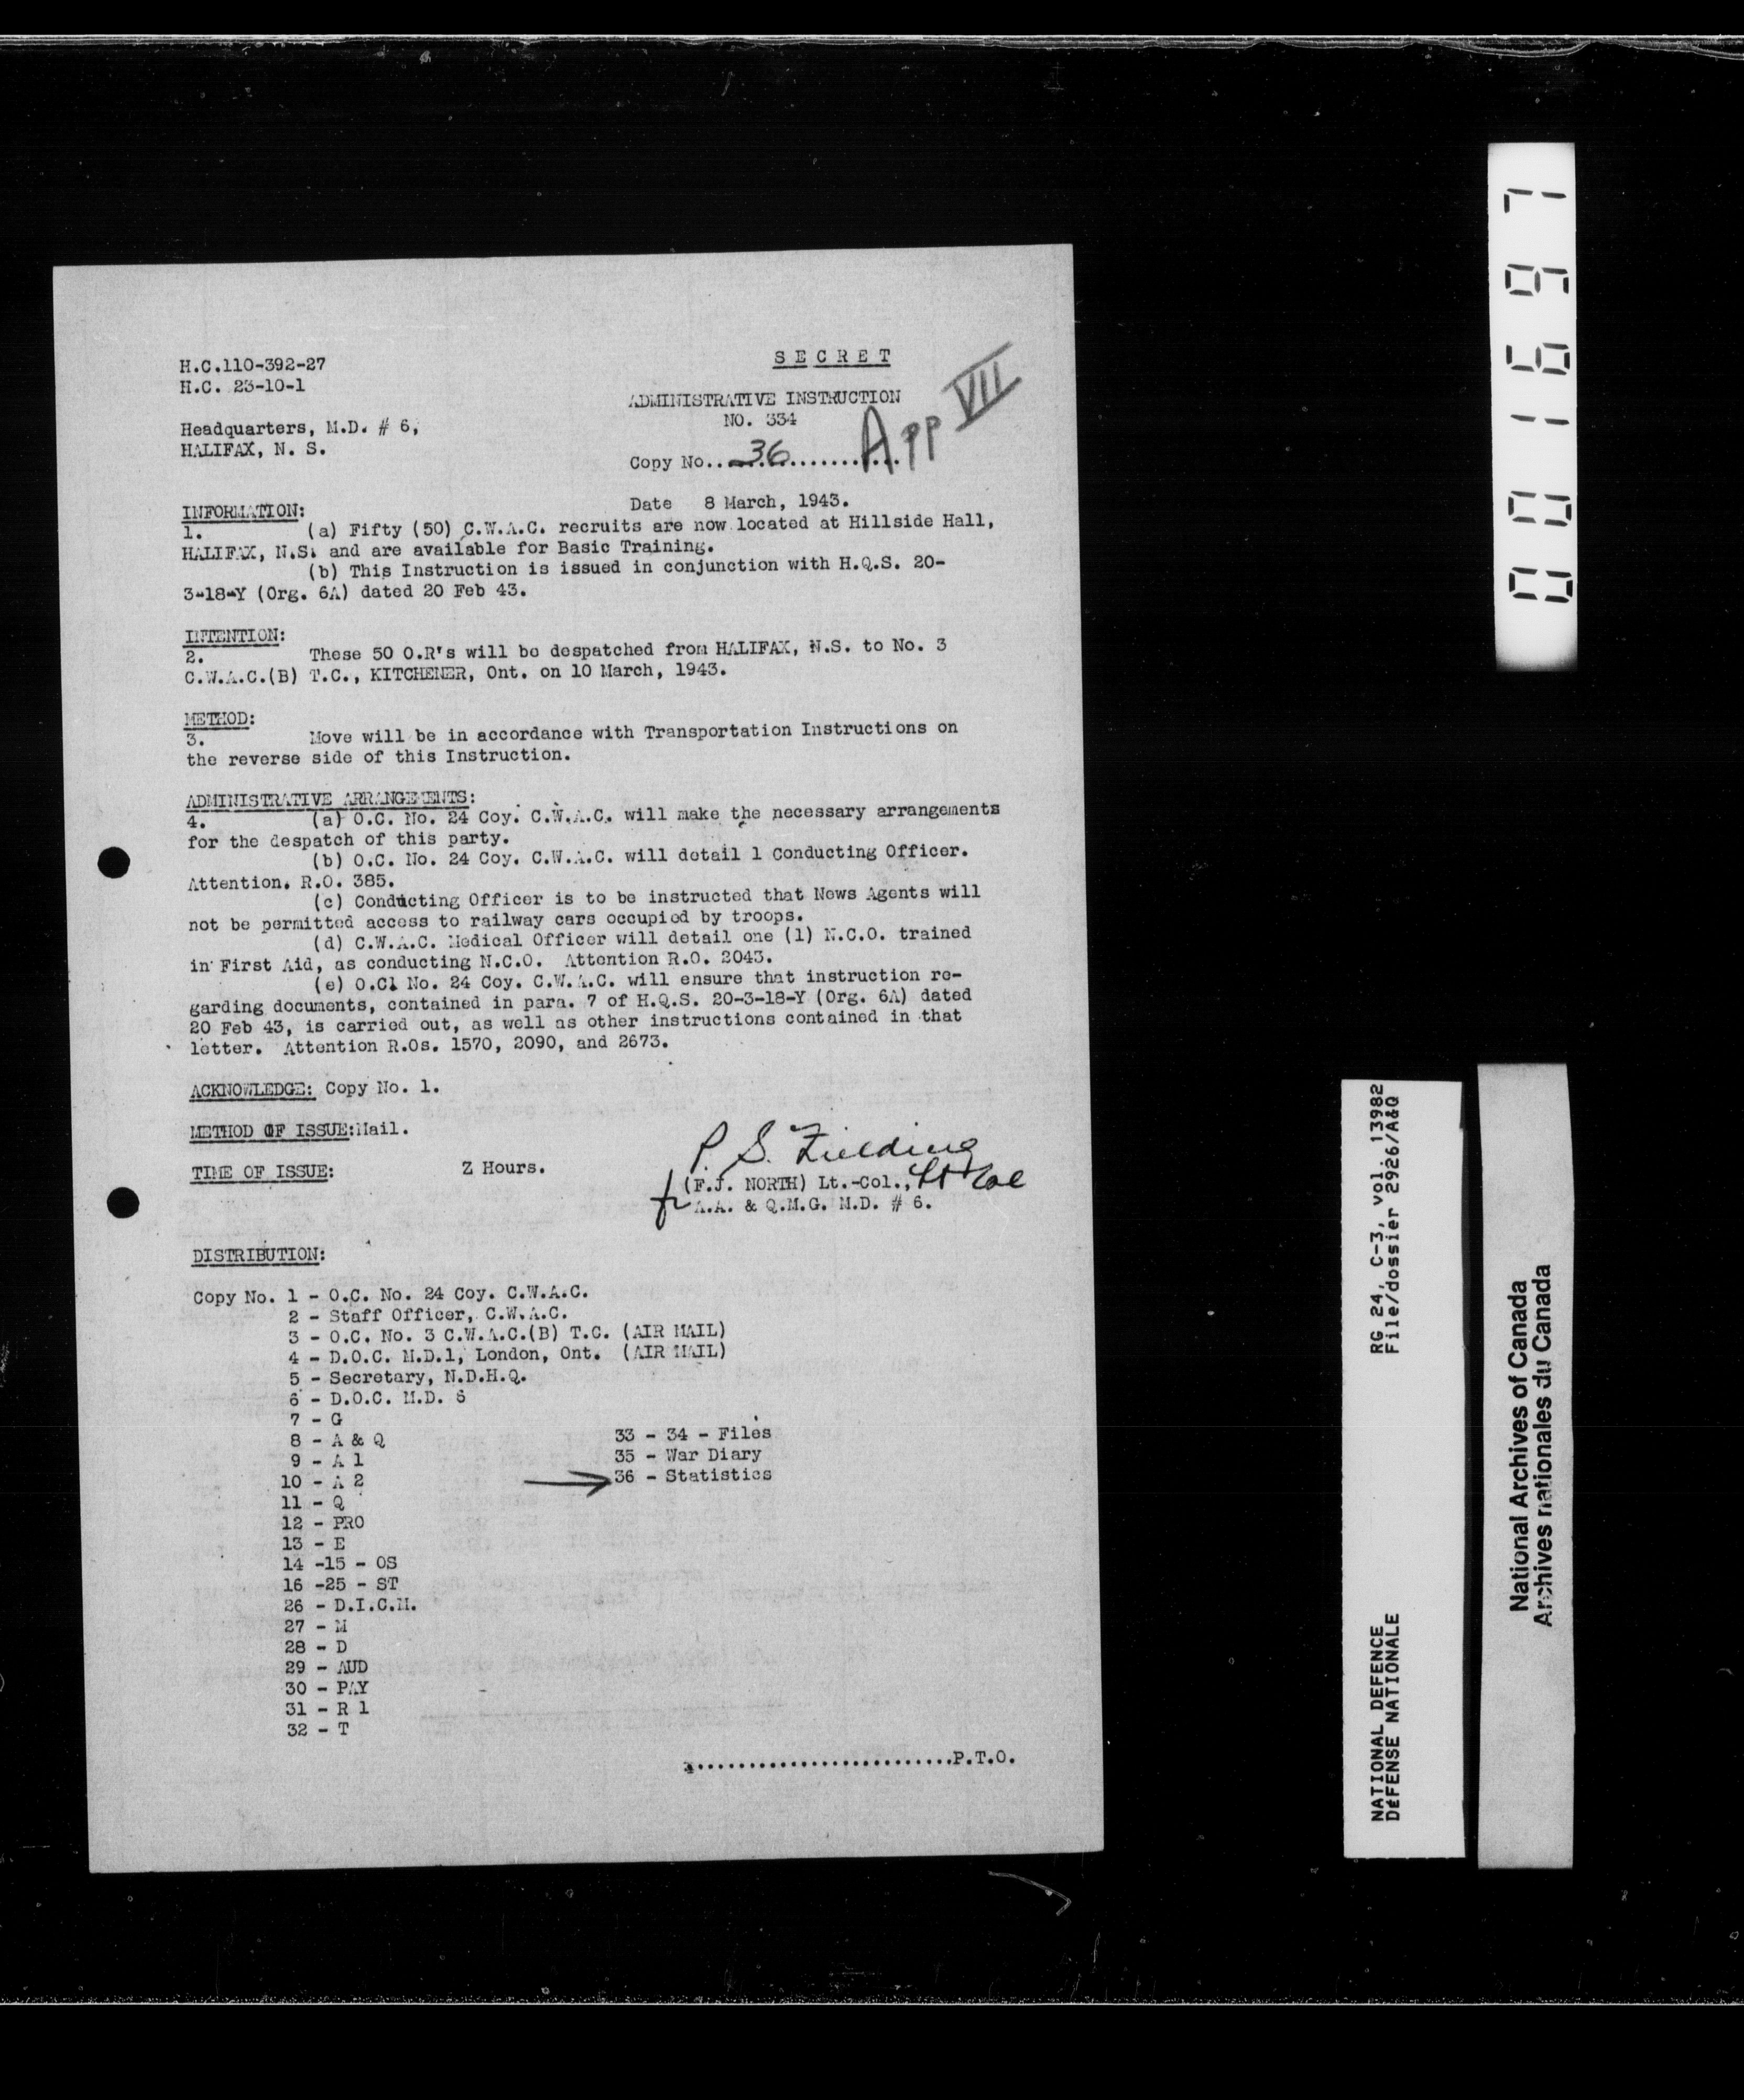 H.C.110-392-27
H.C. 23-10-1
Headquarters, M.D. # 6,
HALIFAX, N. S.
SECRET
ADMINISTRATIVE INSTRUCTION
NO. 334
Copy No... 36 ............
App VII
Date 8 March, 1943.
INFORMATION:
1. (a) Fifty (50) C.W.A.C. recruits are now located at Hillside Hall,
HALIFAX, N.S. and are available for Basic Training.
(b) This Instruction is issued in conjunction with H.Q.S. 20-
3-18-Y (Org. 6A) dated 20 Feb 43.
INTENTION:
2. These 50 O.R's will be despatched from HALIFAX, N.S. to No. 3
C.W.A.C.(B) T.C., KITCHENER, Ont. on 10 March, 1943.
METHOD:
3. Move will be in accordance with Transportation Instructions on
the reverse side of this Instruction.
ADMINISTRATIVE ARRANGEMENTS:
4. (a) O.C. No. 24 Coy. C.W.A.C. will make the necessary arrangements
for the despatch of this party.
(b) O.C. No. 24 Coy. C.W.A.C. will detail 1 Conducting Officer.
Attention. R.O. 385.
(c) Conducting Officer is to be instructed that News Agents will
not be permitted access to railway cars occupied by troops.
(d) C.W.A.C. Medical Officer will detail one (1) N.C.O. trained
in First Aid, as conducting N.C.O. Attention R.O. 2043.
(e) O.C. No. 24 Coy. C.W.A.C. will ensure that instruction re-
garding documents, contained in para. 7 of H.Q.S. 20-3-18-Y (Org. 6A) dated
20 Feb 43, is carried out, as well as other instructions contained in that
letter. Attention R.Os. 1570, 2090, and 2673.
ACKNOWLEDGE: Copy No. 1.
METHOD OF ISSUE:Mail.
TIME OF ISSUE: Z Hours.
P. S. Fielding
(F.J. NORTH) Lt.-Col., Lt Col
fr A.A. & Q.M.G. M.D. # 6.
DISTRIBUTION:
Copy No. 1 - O.C. No. 24 Coy. C.W.A.C.
2 - Staff Officer, C.W.A.C.
3 - O.C. No. 3 C.W.A.C.(B) T.C. (AIR MAIL)
4 - D.O.C. M.D.1, London, Ont. (AIR MAIL)
5 - Secretary, N.D.H.Q.
6 - D.O.C. M.D. 6
7 - G
8 - A & Q
9 - A 1
10 - A 2
11 - Q
12 - PRO
13 - E
14 -15 - OS
16 -25 - ST
26 - D.I.C.M.
27 - M
28 - D
29 - AUD
30 - PAY
31 - R 1
32 - T
33 - 34 - Files
35 - War Diary
36 - Statistics
............................P.T.O.
001697
RG 24, C-3, vol. 13982
File/dossier 2926/A&Q
NATIONAL DEFENCE
DéFENSE NATIONALE
National Archives of Canada
Archives nationales du Canada